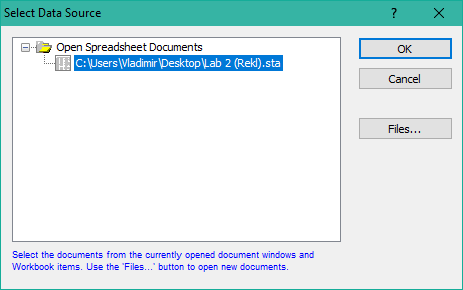 Select Data Source
? ×
Open Spreadsheet Documents
C:\Users\Vladimir\Desktop\Lab 2 (Rekl).sta
OK
Cancel
Files...
Select the documents from the currently opened document windows and
Workbook items. Use the 'Files...' button to open new documents.